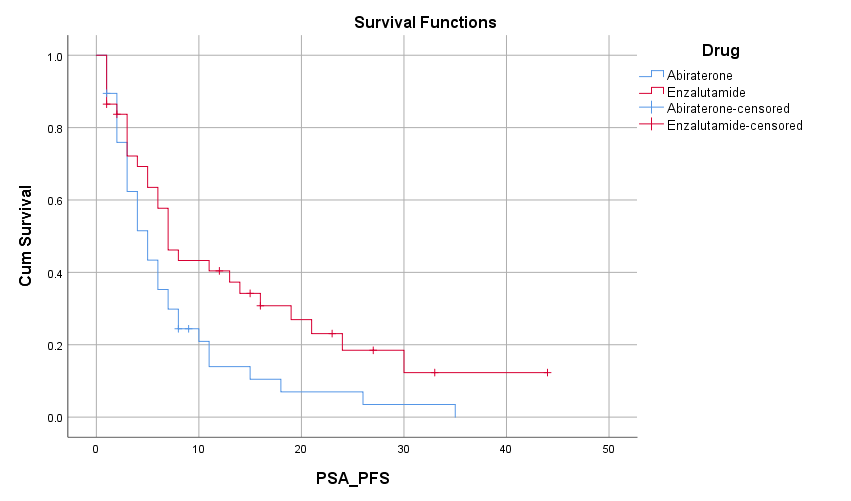 Survival Functions
Drug
Abiraterone
Enzalutamide
Abiraterone-censored
Enzalutamide-censored
Cum Survival
1.0
0.8
0.6
0.4
0.2
0.0
0 10 20 30 40 50
PSA_PFS